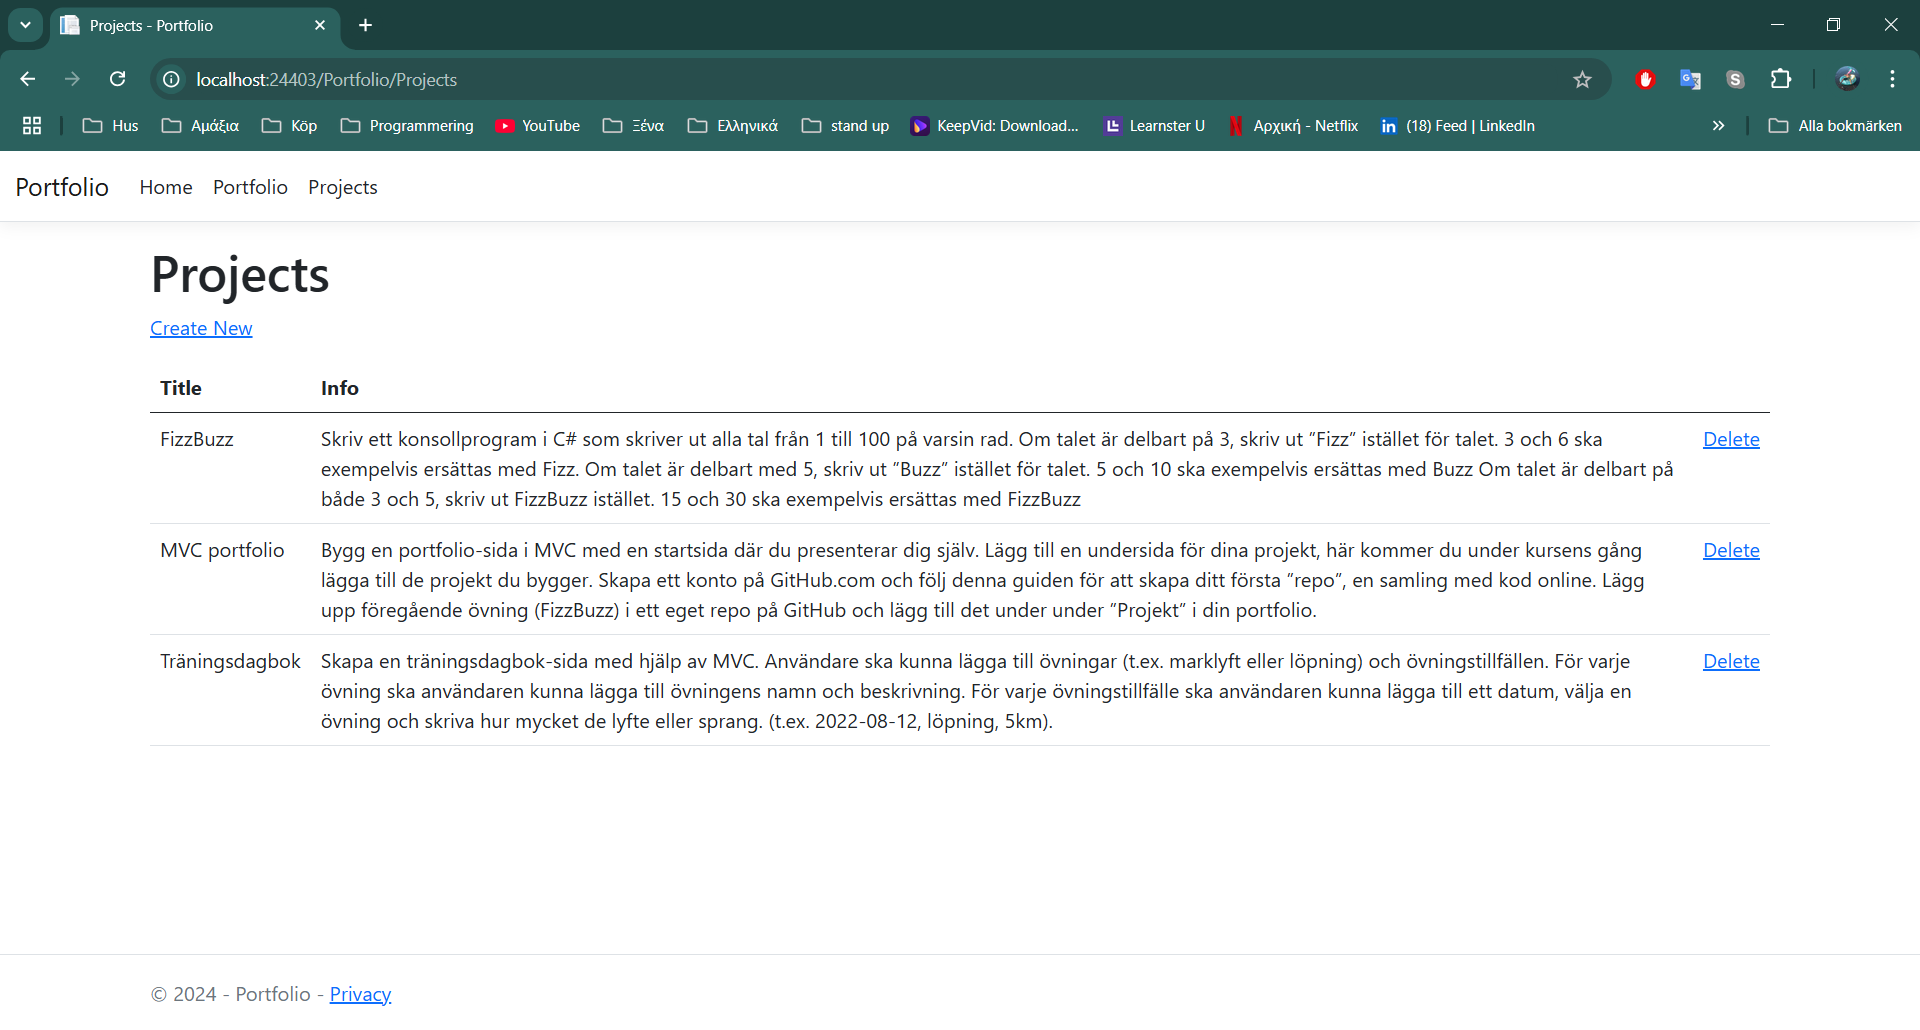 Projects - Portfolio
localhost:24403/Portfolio/Projects
Hus Αμάξια Köp Programmering YouTube Ξένα Ελληνικά stand up KeepVid: Download... Learnster U Αρχική - Netflix (18) Feed | LinkedIn Alla bokmärken
Portfolio Home Portfolio Projects
Projects
Create New
Title Info
FizzBuzz Skriv ett konsollprogram i C# som skriver ut alla tal från 1 till 100 på varsin rad. Om talet är delbart på 3, skriv ut ”Fizz” istället för talet. 3 och 6 ska Delete
exempelvis ersättas med Fizz. Om talet är delbart med 5, skriv ut ”Buzz” istället för talet. 5 och 10 ska exempelvis ersättas med Buzz Om talet är delbart på
både 3 och 5, skriv ut FizzBuzz istället. 15 och 30 ska exempelvis ersättas med FizzBuzz
MVC portfolio Bygg en portfolio-sida i MVC med en startsida där du presenterar dig själv. Lägg till en undersida för dina projekt, här kommer du under kursens gång Delete
lägga till de projekt du bygger. Skapa ett konto på GitHub.com och följ denna guiden för att skapa ditt första ”repo”, en samling med kod online. Lägg
upp föregående övning (FizzBuzz) i ett eget repo på GitHub och lägg till det under under ”Projekt” i din portfolio.
Träningsdagbok Skapa en träningsdagbok-sida med hjälp av MVC. Användare ska kunna lägga till övningar (t.ex. marklyft eller löpning) och övningstillfällen. För varje Delete
övning ska användaren kunna lägga till övningens namn och beskrivning. För varje övningstillfälle ska användaren kunna lägga till ett datum, välja en
övning och skriva hur mycket de lyfte eller sprang. (t.ex. 2022-08-12, löpning, 5km).
© 2024 - Portfolio - Privacy